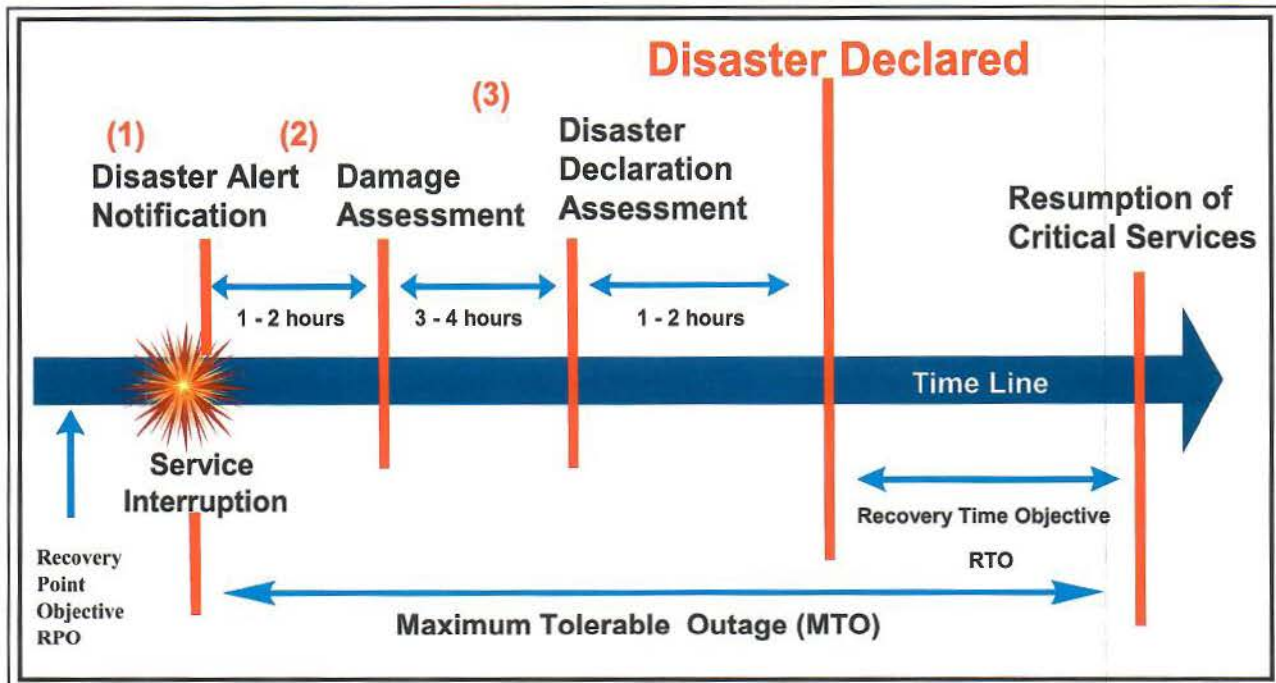 Disaster Declared
(3)
(1)
(2)
Disaster
Declaration
Assessment
Disaster Alert
Notification
Damage
Assessment
Resumption of
Critical Services
1 - 2 hours
3 - 4 hours
1 - 2 hours
Time Line
Service
Interruption
Recovery Time Objective
RTO
Recovery
Point
Objective
RPO
Maximum Tolerable Outage (MTO)